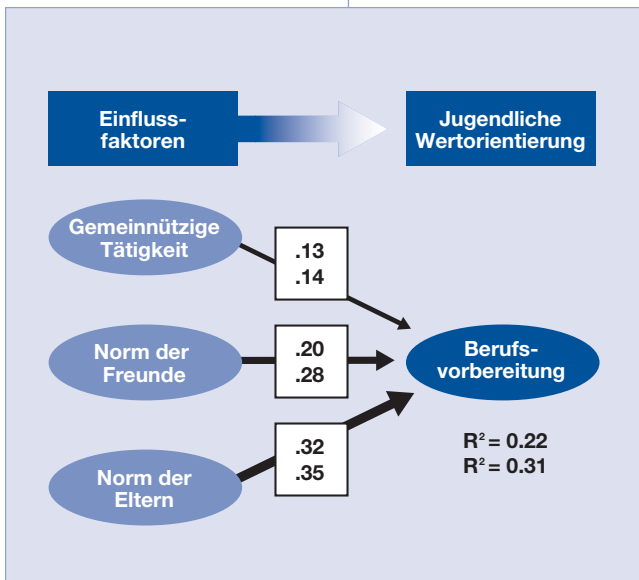 Einfluss-
faktoren
Jugendliche
Wertorientierung
Gemeinnützige
Tätigkeit
.13
.14
Norm der
Freunde
.20
.28
Berufs-
vorbereitung
.32
.35
Norm der
Eltern
R² = 0.22
R² = 0.31